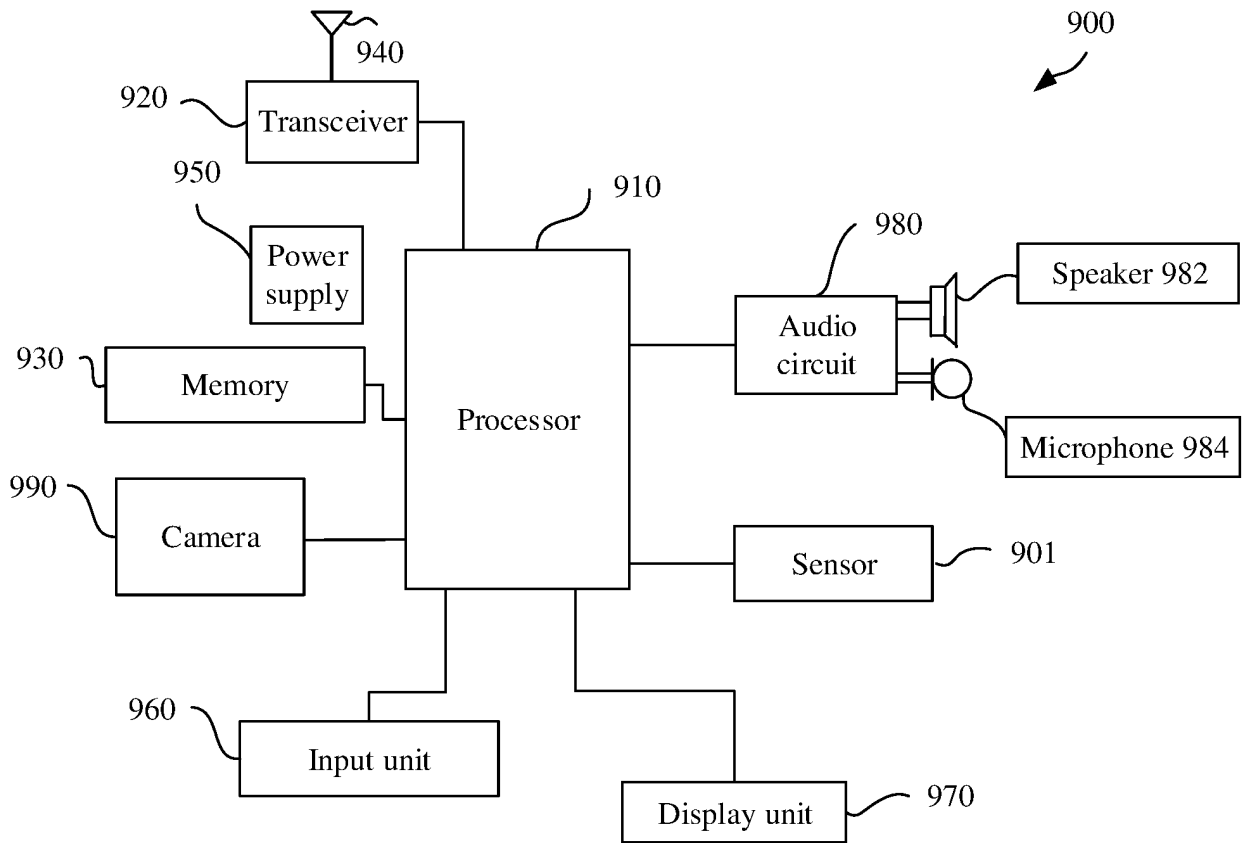 900
940
920
Transceiver
950
910
980
Power
supply
Speaker 982
Audio
circuit
930
Memory
Processor
Microphone 984
990
Camera
Sensor
901
960
Input unit
970
Display unit